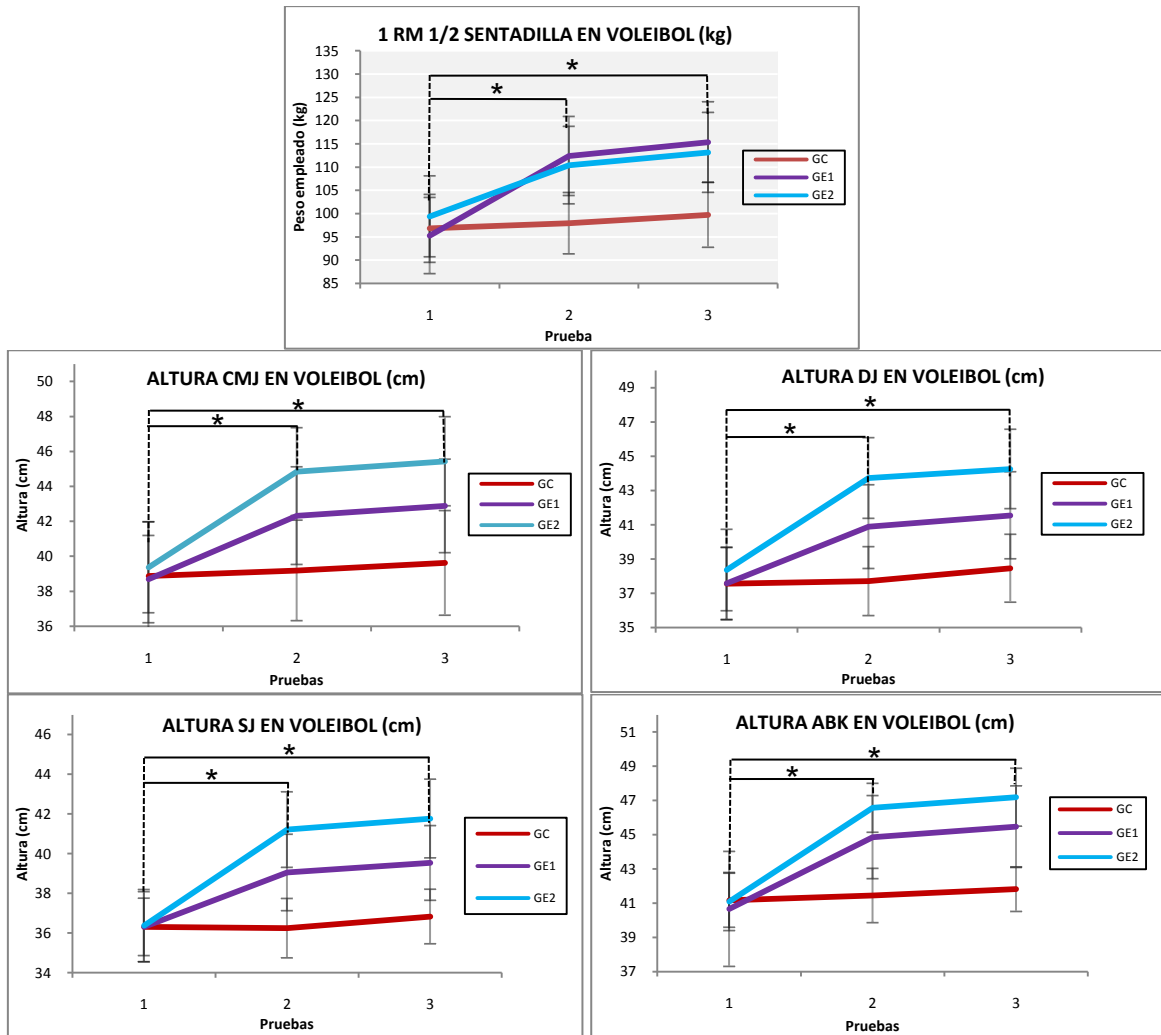 1 RM 1/2 SENTADILLA EN VOLEIBOL (kg)
135
130
125
120
115
110
105
100
95
90
85
Peso empleado (kg)
*
*
GC
GE1
GE2
1 2 3
Prueba
ALTURA CMJ EN VOLEIBOL (cm)
50
48
46
44
42
40
38
36
Altura (cm)
*
*
GC
GE1
GE2
1 2 3
Pruebas
ALTURA DJ EN VOLEIBOL (cm)
49
47
45
43
41
39
37
35
Altura (cm)
*
*
GC
GE1
GE2
1 2 3
Pruebas
ALTURA SJ EN VOLEIBOL (cm)
46
44
42
40
38
36
34
Altura (cm)
*
*
GC
GE1
GE2
1 2 3
Pruebas
ALTURA ABK EN VOLEIBOL (cm)
51
49
47
45
43
41
39
37
Altura (cm)
*
*
GC
GE1
GE2
1 2 3
Pruebas